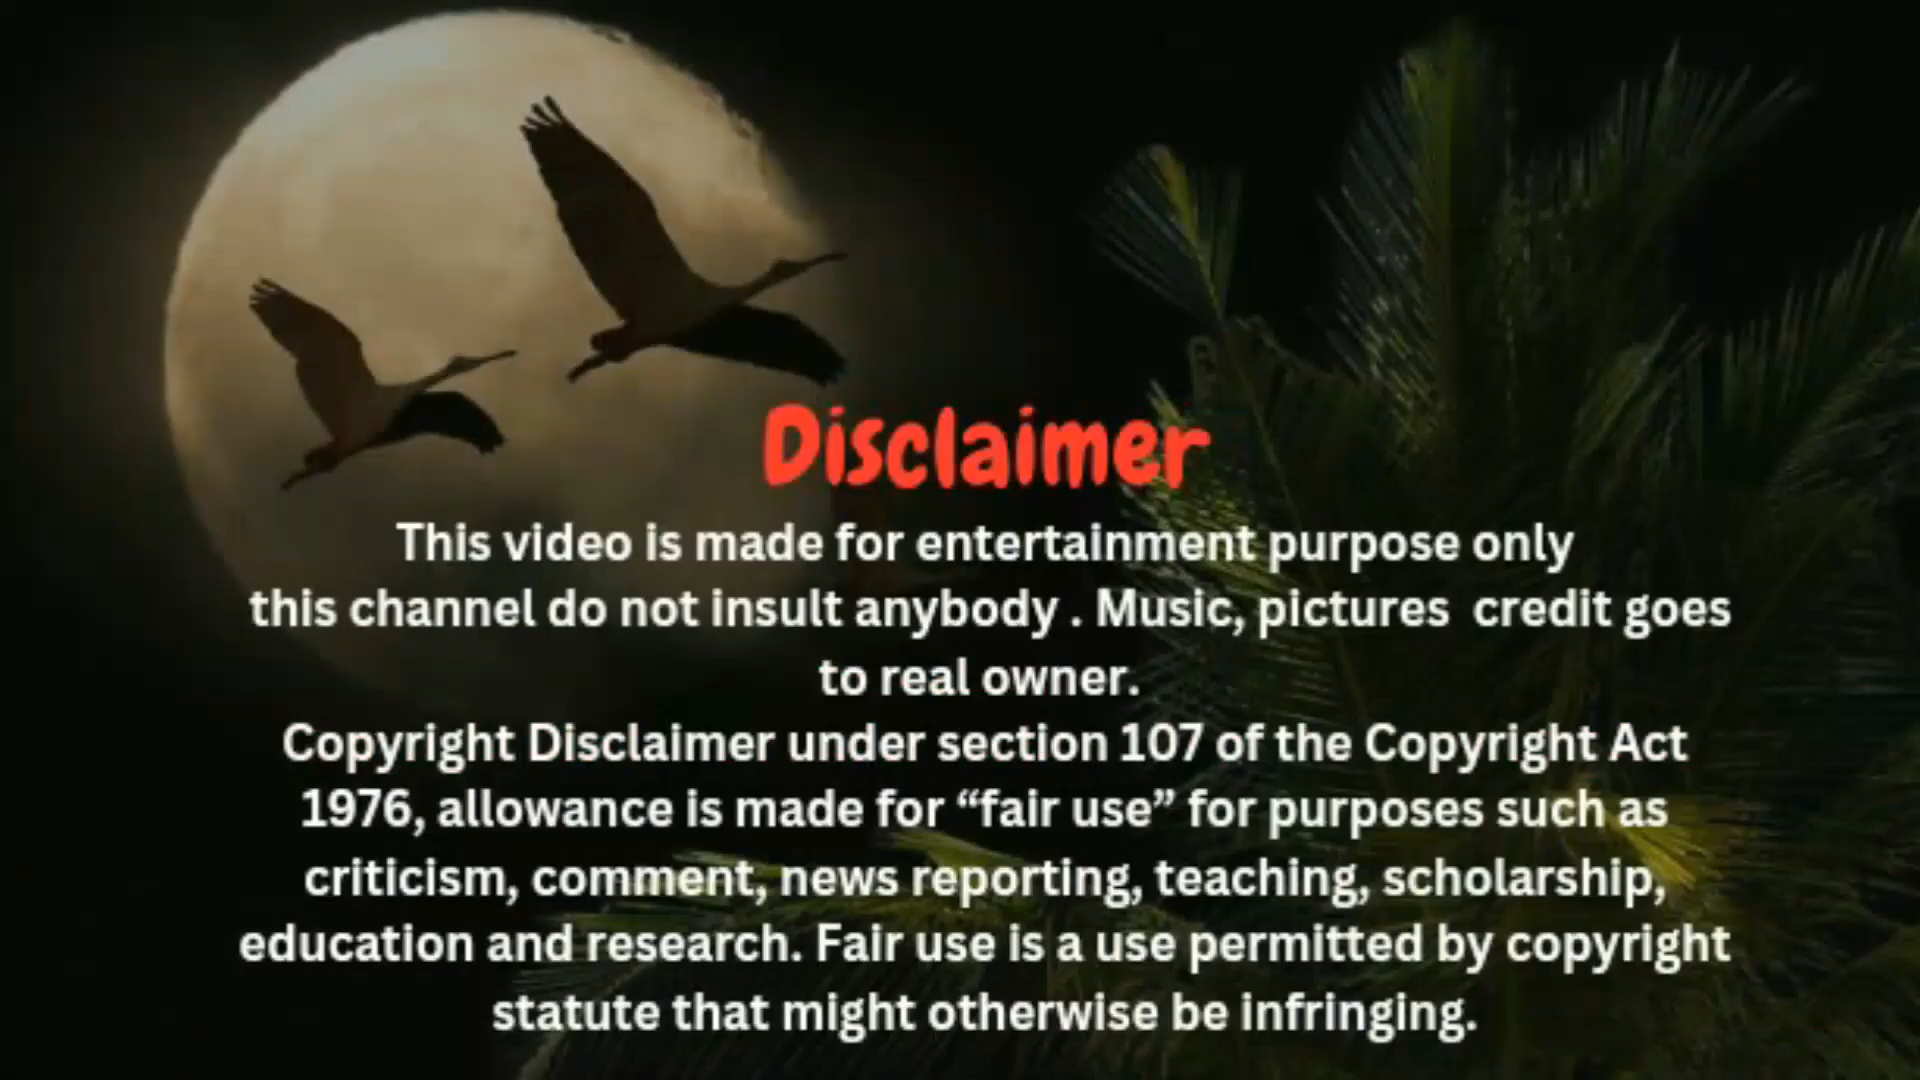 Disclaimer
This video is made for entertainment purpose only
this channel do not insult anybody . Music, pictures  credit goes
to real owner.
Copyright Disclaimer under section 107 of the Copyright Act
1976, allowance is made for “fair use” for purposes such as
criticism, comment, news reporting, teaching, scholarship,
education and research. Fair use is a use permitted by copyright
statute that might otherwise be infringing.